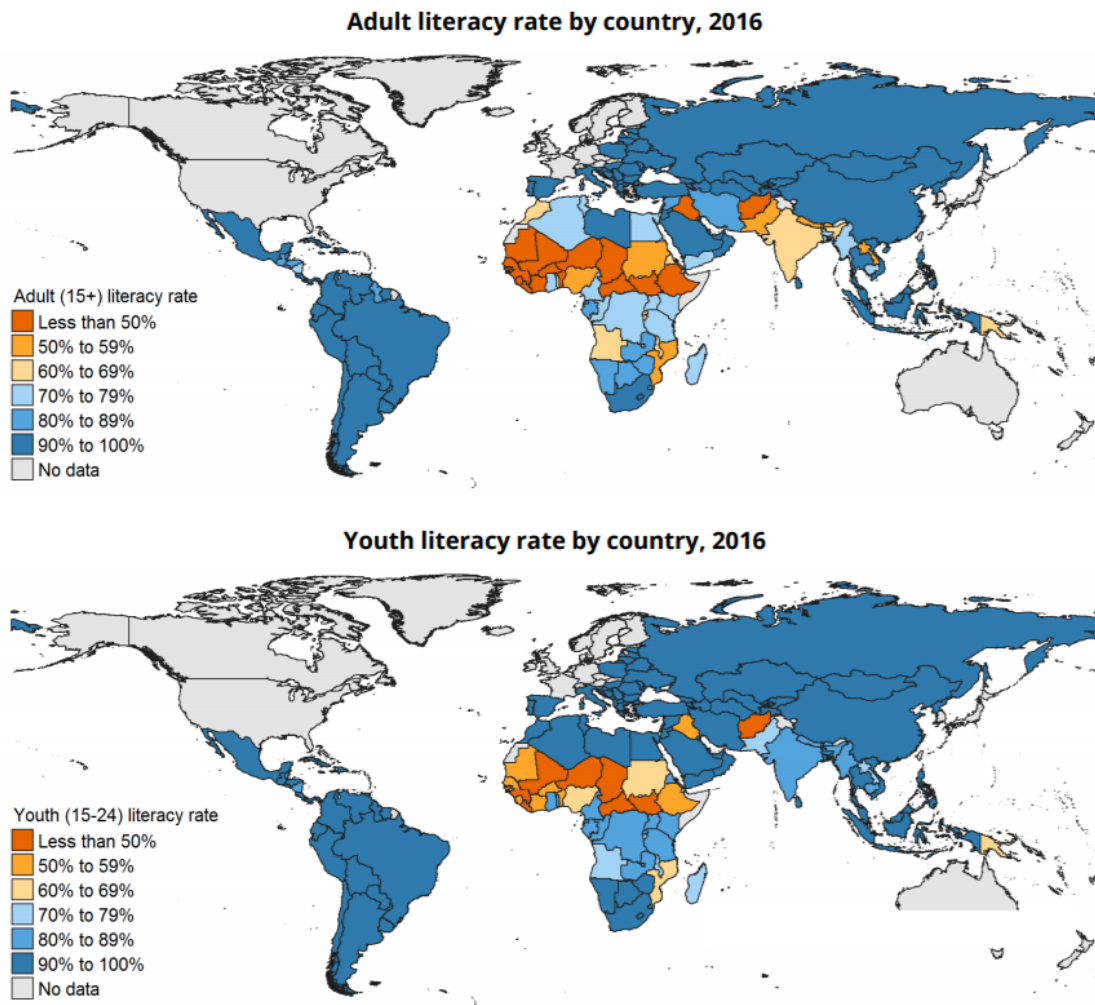 Adult literacy rate by country, 2016
Adult (15+) literacy rate
Less than 50%
50% to 59%
60% to 69%
70% to 79%
80% to 89%
90% to 100%
No data
Youth literacy rate by country, 2016
Youth (15-24) literacy rate
Less than 50%
50% to 59%
60% to 69%
70% to 79%
80% to 89%
90% to 100%
No data